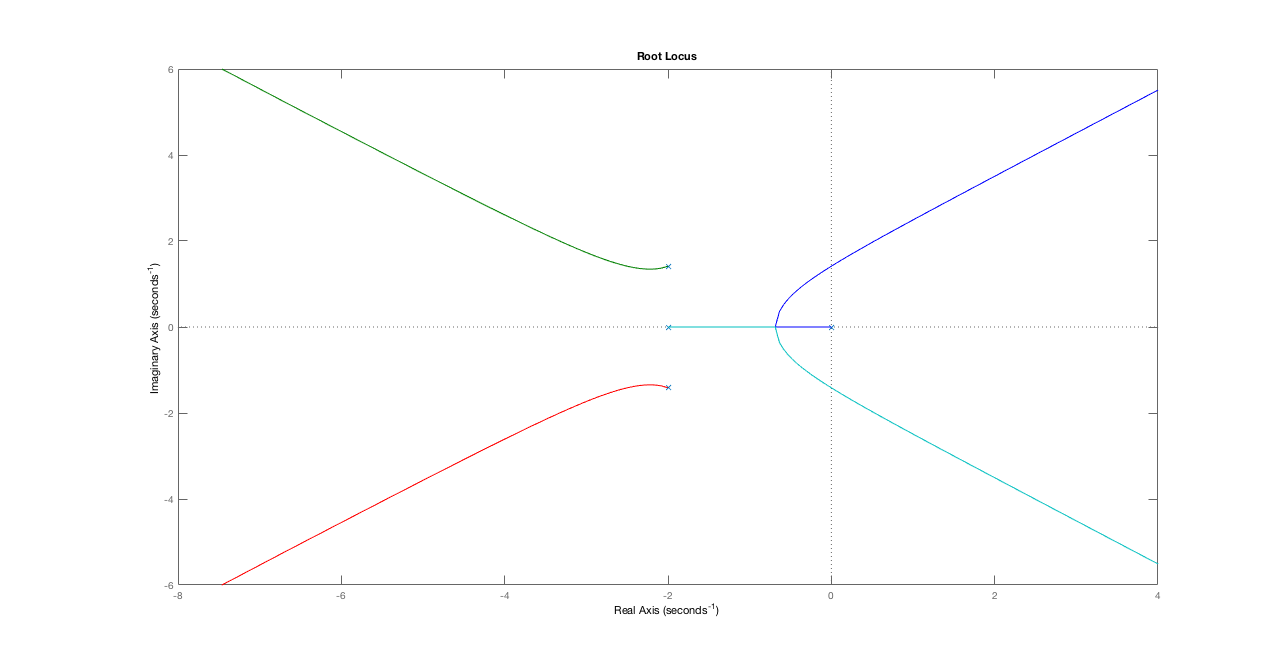 Root Locus
6
4
2
0
-2
-4
-6
Imaginary Axis (seconds⁻¹)
-8 -6 -4 -2 0 2 4
Real Axis (seconds⁻¹)